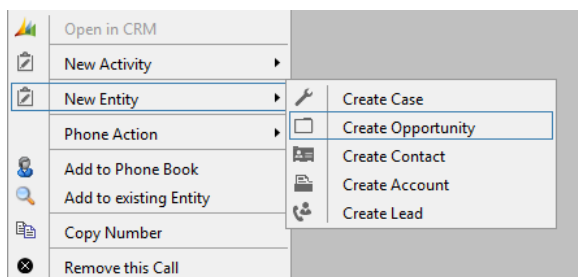 Open in CRM
New Activity
New Entity
Phone Action
Add to Phone Book
Add to existing Entity
Copy Number
Remove this Call
Create Case
Create Opportunity
Create Contact
Create Account
Create Lead